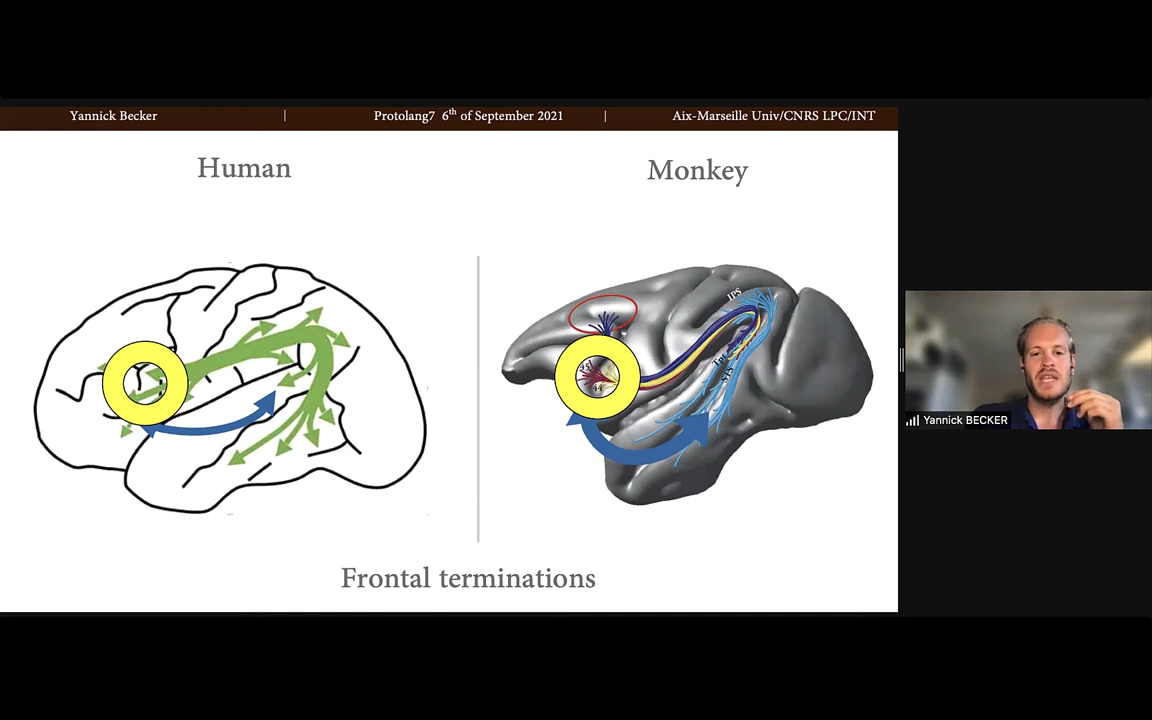 Yannick Becker | Protolang7 6th of September 2021 | Aix-Marseille Univ/CNRS LPC/INT
Human
Monkey
IPS
44
Frontal terminations
Yannick BECKER